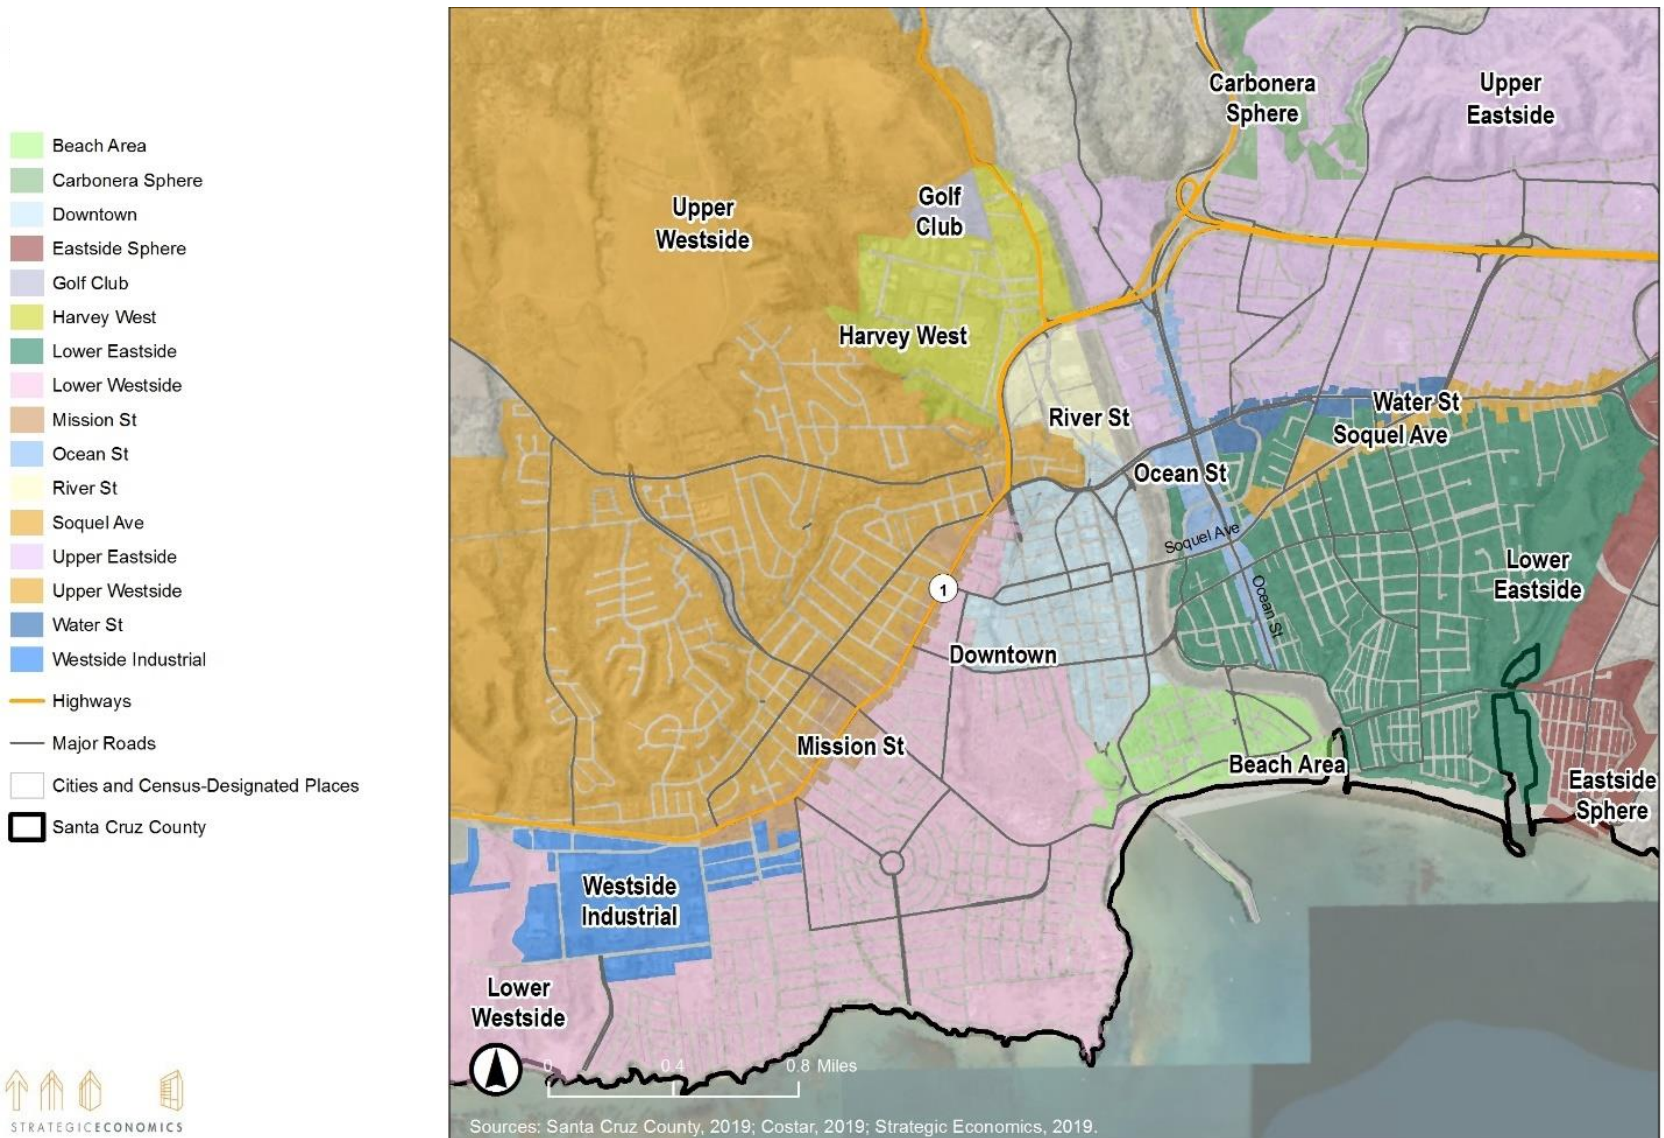 Beach Area
Carbonera Sphere
Downtown
Eastside Sphere
Golf Club
Harvey West
Lower Eastside
Lower Westside
Mission St
Ocean St
River St
Soquel Ave
Upper Eastside
Upper Westside
Water St
Westside Industrial
Highways
Major Roads
Cities and Census-Designated Places
Santa Cruz County
STRATEGICECONOMICS
Carbonera
Sphere
Upper
Eastside
Upper
Westside
Golf
Club
Harvey West
River St
Water St
Soquel Ave
Ocean St
Soquel Ave
Lower
Eastside
1
Ocean St
Downtown
Mission St
Beach Area
Eastside
Sphere
Westside
Industrial
Lower
Westside
0 0.4 0.8 Miles
Sources: Santa Cruz County, 2019; Costar, 2019; Strategic Economics, 2019.